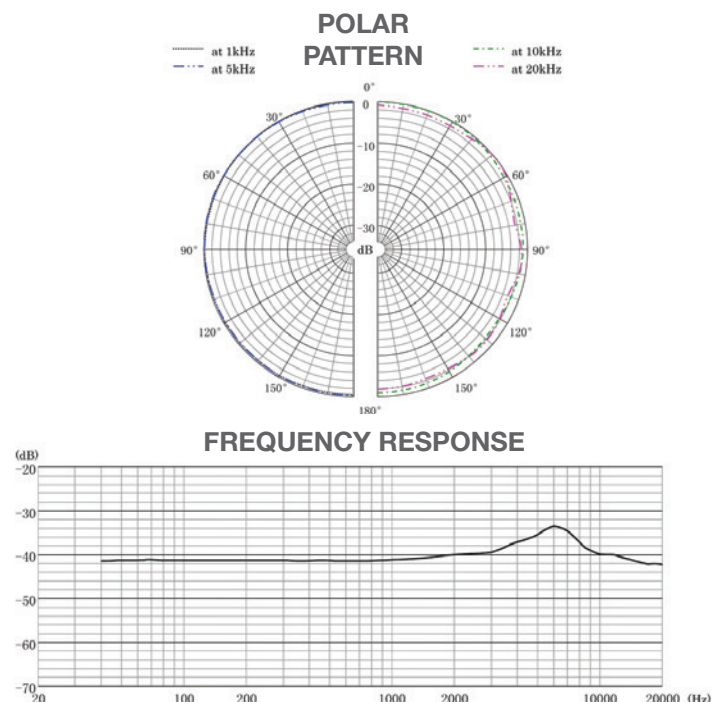 POLAR
PATTERN
at 1kHz
at 5kHz
at 10kHz
at 20kHz
0°
30°
0
30°
-10
60°
60°
-20
-30
90°
dB
90°
120°
120°
150°
150°
180°
FREQUENCY RESPONSE
(dB)
-20
-30
-40
-50
-60
-70
20 100 200 1000 2000 10000 20000 (Hz)